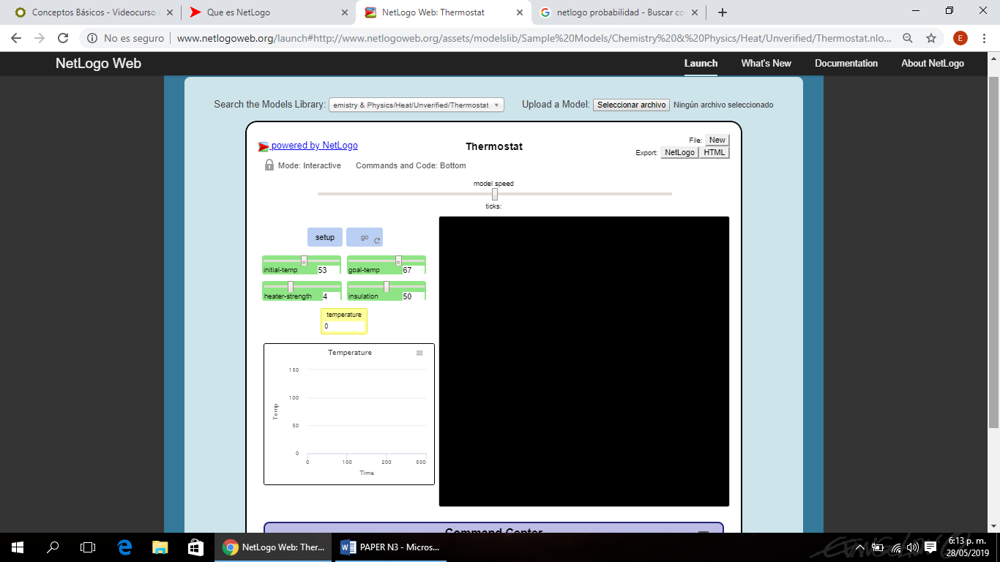 Conceptos Básicos - Videocurso
Que es NetLogo
NetLogo Web: Thermostat
netlogo probabilidad - Buscar co
No es seguro
www.netlogoweb.org/launch#http://www.netlogoweb.org/assets/modelslib/Sample%20Models/Chemistry%20&%20Physics/Heat/Unverified/Thermostat.nlo...
E
NetLogo Web
Launch What's New Documentation About NetLogo
Search the Models Library: emistry & Physics/Heat/Unverified/Thermostat Upload a Model: Seleccionar archivo Ningún archivo seleccionado
powered by NetLogo
Thermostat
File: New
Export: NetLogo HTML
Mode: Interactive Commands and Code: Bottom
model speed
ticks:
setup go
initial-temp 53 goal-temp 67
heater-strength 4 insulation 50
temperature
0
Temperature
150
100
50
0
Temp
0 100 200 300
Time
Command Center
NetLogo Web: Ther...
PAPER N3 - Micros...
6:13 p. m.
28/05/2019